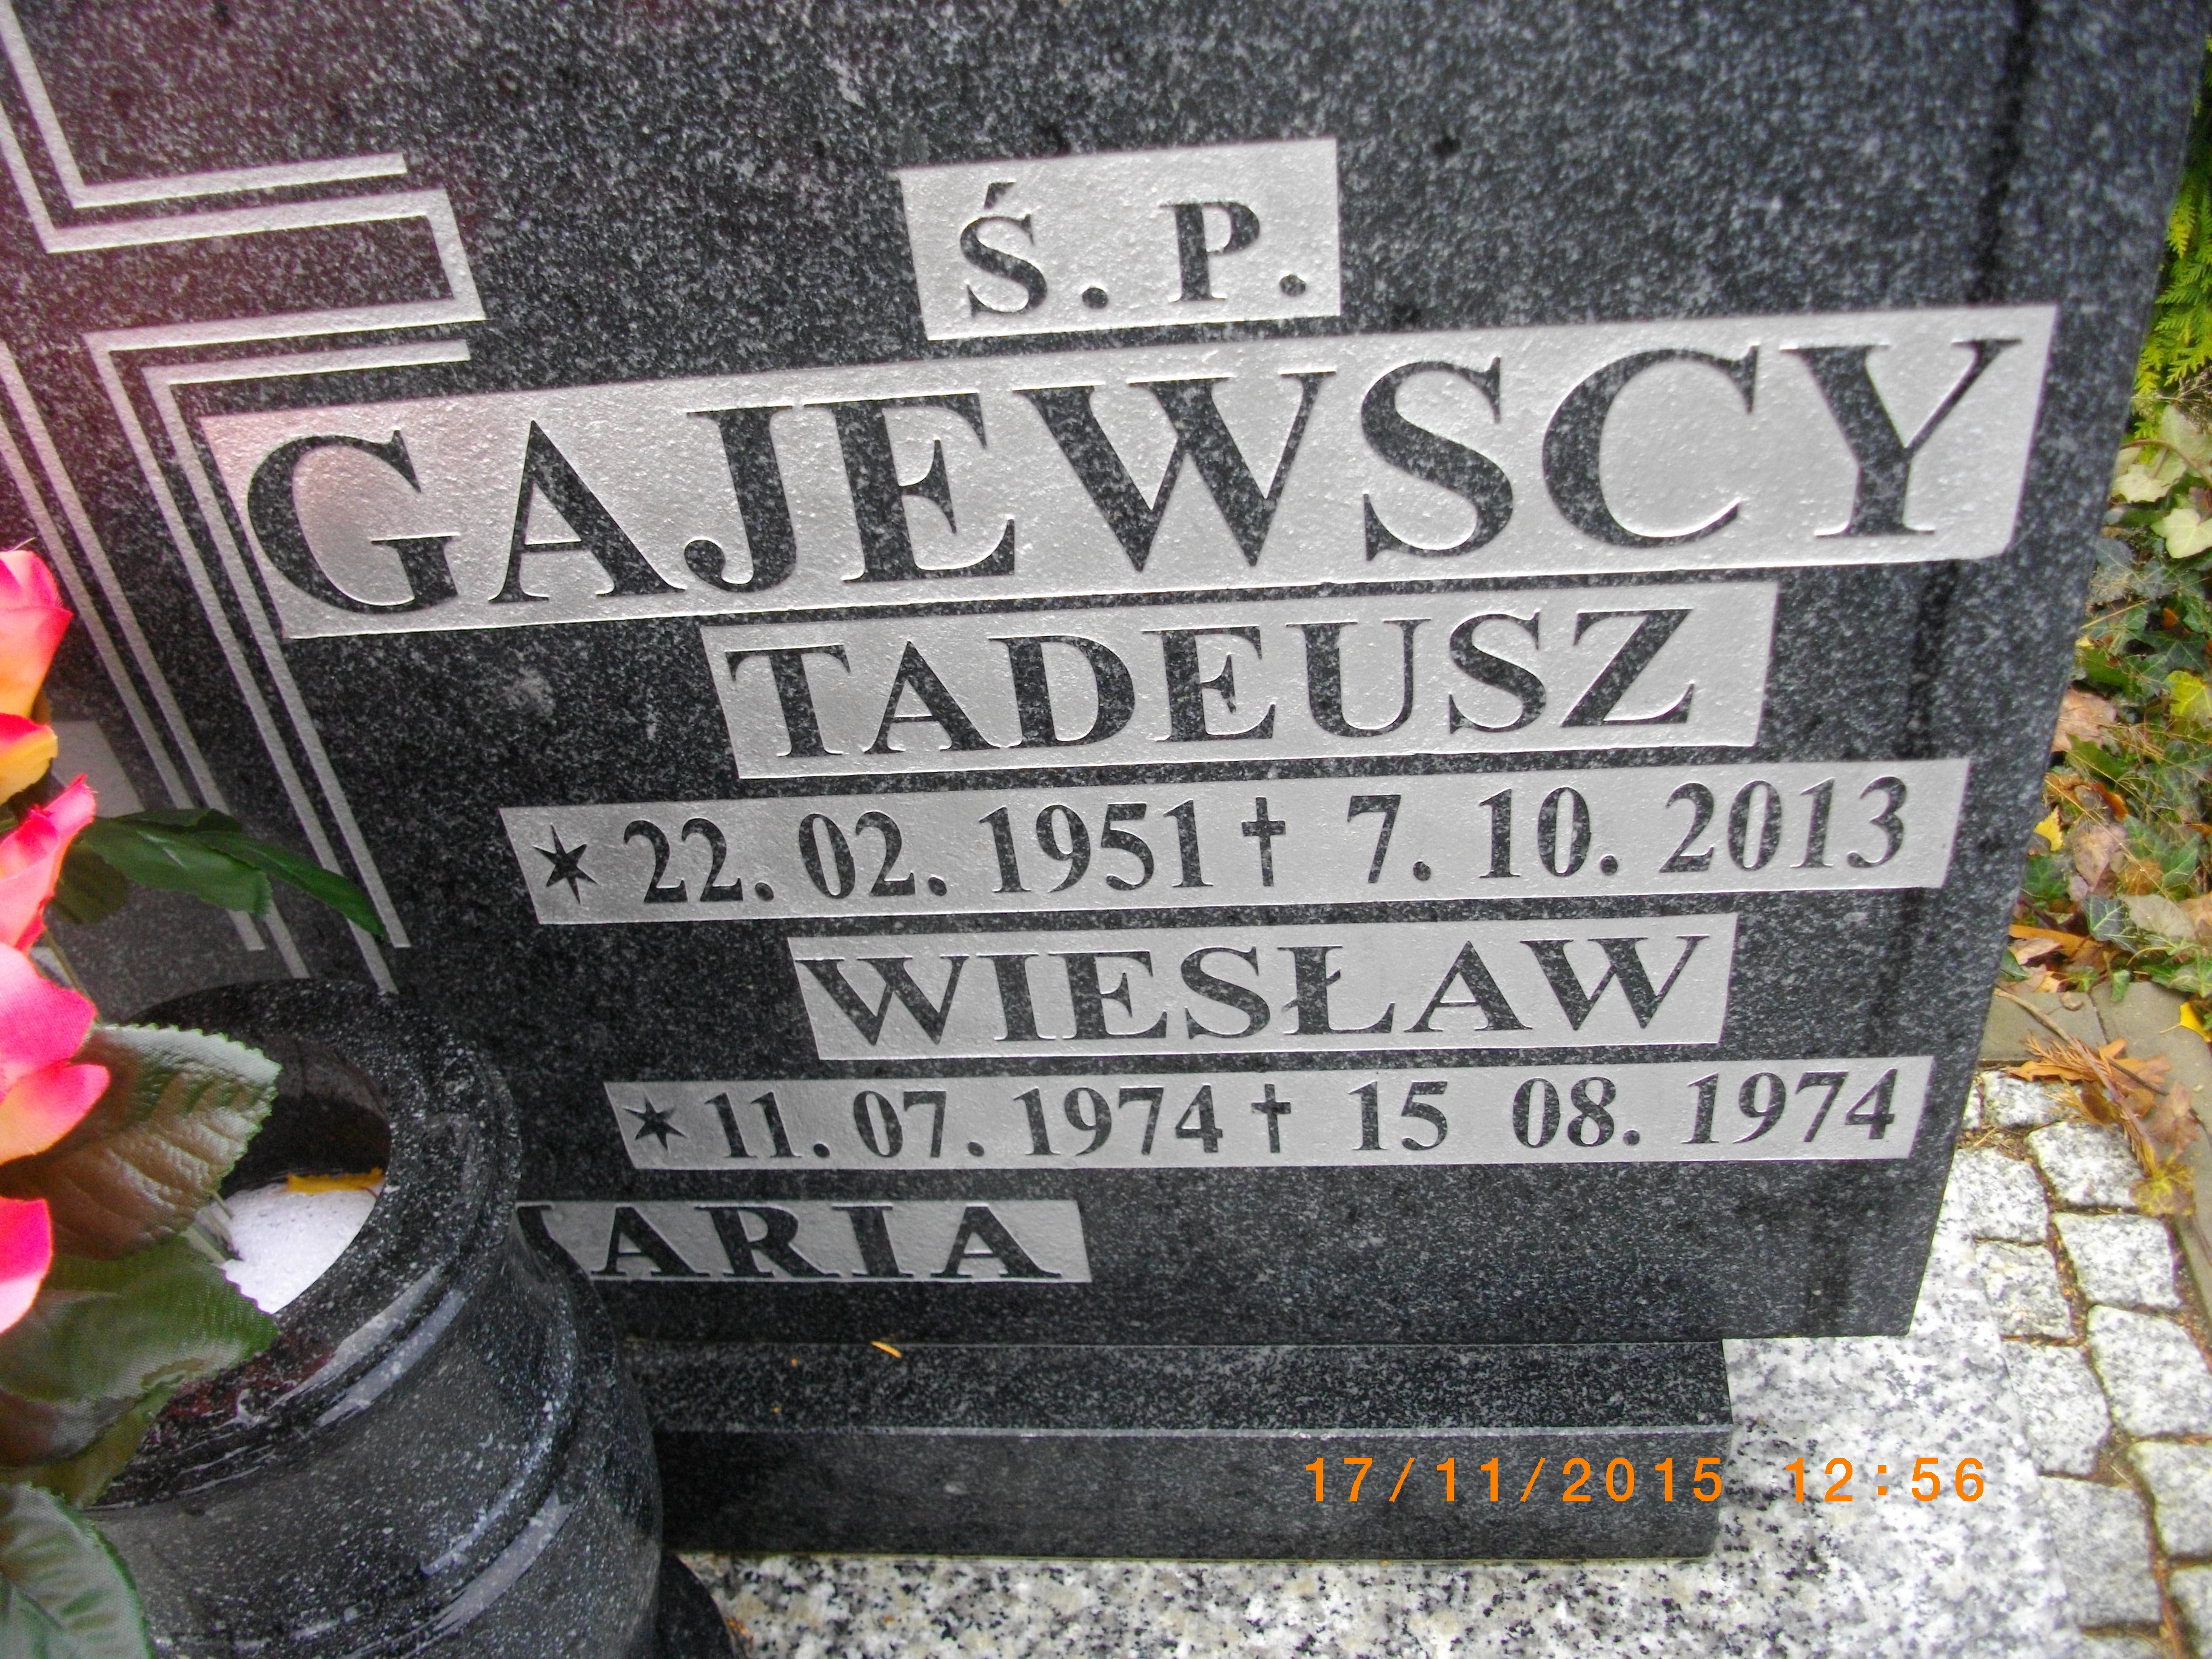 Ś. P.
GAJEWSCY
TADEUSZ
✶ 22. 02. 1951 † 7. 10. 2013
WIESŁAW
✶ 11. 07. 1974 † 15 08. 1974
ARIA
17/11/2015 12:56